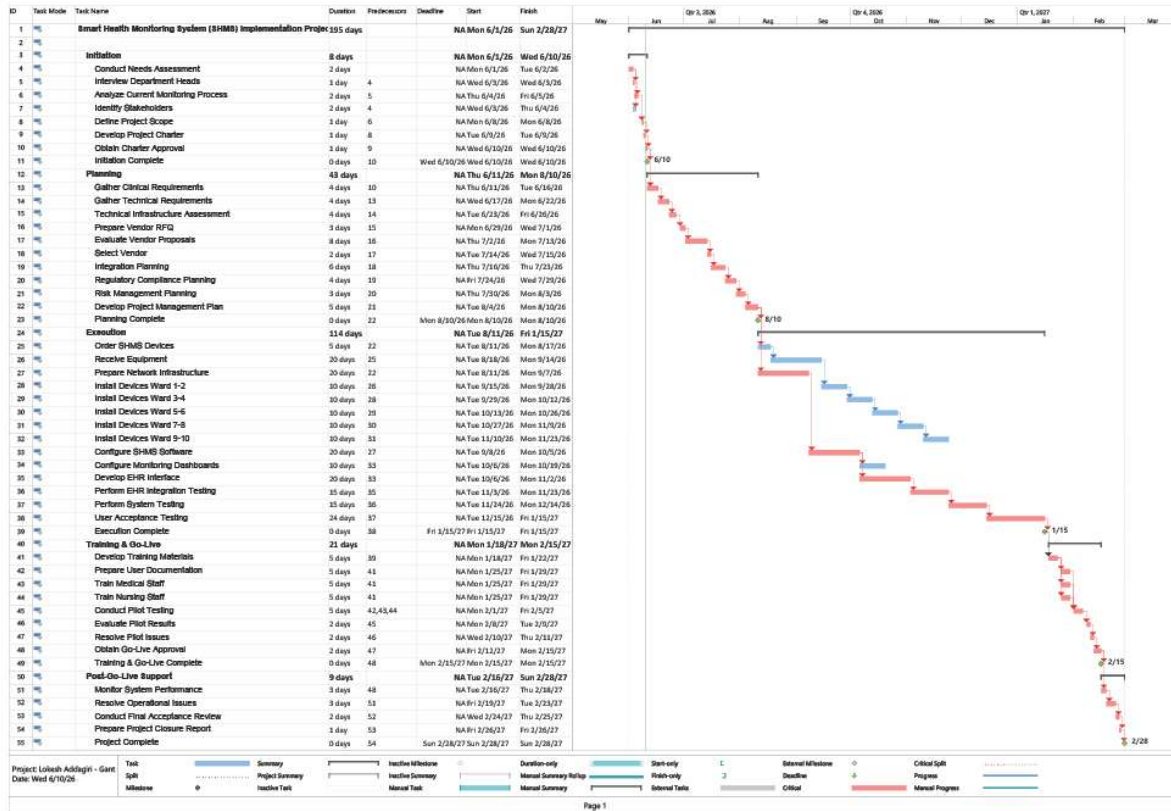 ID Task Mode Task Name Duration Predecessors Deadline Start Finish
May Qtr 3, 2026 Qtr 4, 2026 Qtr 1, 2027
Jun Jul Aug Sep Oct Nov Dec Jan Feb Mar
1 Smart Health Monitoring System (SHMS) Implementation Projec 195 days NA Mon 6/1/26 Sun 2/28/27
2
3 Initiation 8 days NA Mon 6/1/26 Wed 6/10/26
4 Conduct Needs Assessment 2 days NA Mon 6/1/26 Tue 6/2/26
5 Interview Department Heads 1 day 4 NA Wed 6/3/26 Wed 6/3/26
6 Analyze Current Monitoring Process 2 days 5 NA Thu 6/4/26 Fri 6/5/26
7 Identify Stakeholders 2 days 4 NA Wed 6/3/26 Thu 6/4/26
8 Define Project Scope 1 day 6 NA Mon 6/8/26 Mon 6/8/26
9 Develop Project Charter 1 day 8 NA Tue 6/9/26 Tue 6/9/26
10 Obtain Charter Approval 1 day 9 NA Wed 6/10/26 Wed 6/10/26
11 Initiation Complete 0 days 10 Wed 6/10/26 Wed 6/10/26 Wed 6/10/26 6/10
12 Planning 43 days NA Thu 6/11/26 Mon 8/10/26
13 Gather Clinical Requirements 4 days 10 NA Thu 6/11/26 Tue 6/16/26
14 Gather Technical Requirements 4 days 13 NA Wed 6/17/26 Mon 6/22/26
15 Technical Infrastructure Assessment 4 days 14 NA Tue 6/23/26 Fri 6/26/26
16 Prepare Vendor RFQ 3 days 15 NA Mon 6/29/26 Wed 7/1/26
17 Evaluate Vendor Proposals 8 days 16 NA Thu 7/2/26 Mon 7/13/26
18 Select Vendor 2 days 17 NA Tue 7/14/26 Wed 7/15/26
19 Integration Planning 6 days 18 NA Thu 7/16/26 Thu 7/23/26
20 Regulatory Compliance Planning 4 days 19 NA Fri 7/24/26 Wed 7/29/26
21 Risk Management Planning 3 days 20 NA Thu 7/30/26 Mon 8/3/26
22 Develop Project Management Plan 5 days 21 NA Tue 8/4/26 Mon 8/10/26
23 Planning Complete 0 days 22 Mon 8/10/26 Mon 8/10/26 Mon 8/10/26 8/10
24 Execution 114 days NA Tue 8/11/26 Fri 1/15/27
25 Order SHMS Devices 5 days 22 NA Tue 8/11/26 Mon 8/17/26
26 Receive Equipment 20 days 25 NA Tue 8/18/26 Mon 9/14/26
27 Prepare Network Infrastructure 20 days 22 NA Tue 8/11/26 Mon 9/7/26
28 Install Devices Ward 1-2 10 days 26 NA Tue 9/15/26 Mon 9/28/26
29 Install Devices Ward 3-4 10 days 28 NA Tue 9/29/26 Mon 10/12/26
30 Install Devices Ward 5-6 10 days 29 NA Tue 10/13/26 Mon 10/26/26
31 Install Devices Ward 7-8 10 days 30 NA Tue 10/27/26 Mon 11/9/26
32 Install Devices Ward 9-10 10 days 31 NA Tue 11/10/26 Mon 11/23/26
33 Configure SHMS Software 20 days 27 NA Tue 9/8/26 Mon 10/5/26
34 Configure Monitoring Dashboards 10 days 33 NA Tue 10/6/26 Mon 10/19/26
35 Develop EHR Interface 20 days 33 NA Tue 10/6/26 Mon 11/2/26
36 Perform EHR Integration Testing 15 days 35 NA Tue 11/3/26 Mon 11/23/26
37 Perform System Testing 15 days 36 NA Tue 11/24/26 Mon 12/14/26
38 User Acceptance Testing 24 days 37 NA Tue 12/15/26 Fri 1/15/27
39 Execution Complete 0 days 38 Fri 1/15/27 Fri 1/15/27 Fri 1/15/27 1/15
40 Training & Go-Live 21 days NA Mon 1/18/27 Mon 2/15/27
41 Develop Training Materials 5 days 39 NA Mon 1/18/27 Fri 1/22/27
42 Prepare User Documentation 5 days 41 NA Mon 1/25/27 Fri 1/29/27
43 Train Medical Staff 5 days 41 NA Mon 1/25/27 Fri 1/29/27
44 Train Nursing Staff 5 days 41 NA Mon 1/25/27 Fri 1/29/27
45 Conduct Pilot Testing 5 days 42,43,44 NA Mon 2/1/27 Fri 2/5/27
46 Evaluate Pilot Results 2 days 45 NA Mon 2/8/27 Tue 2/9/27
47 Resolve Pilot Issues 2 days 46 NA Wed 2/10/27 Thu 2/11/27
48 Obtain Go-Live Approval 2 days 47 NA Fri 2/12/27 Mon 2/15/27
49 Training & Go-Live Complete 0 days 48 Mon 2/15/27 Mon 2/15/27 Mon 2/15/27 2/15
50 Post-Go-Live Support 9 days NA Tue 2/16/27 Sun 2/28/27
51 Monitor System Performance 3 days 48 NA Tue 2/16/27 Thu 2/18/27
52 Resolve Operational Issues 3 days 51 NA Fri 2/19/27 Tue 2/23/27
53 Conduct Final Acceptance Review 2 days 52 NA Wed 2/24/27 Thu 2/25/27
54 Prepare Project Closure Report 1 day 53 NA Fri 2/26/27 Fri 2/26/27
55 Project Complete 0 days 54 Sun 2/28/27 Sun 2/28/27 Sun 2/28/27 2/28
Project: Lokesh Addagiri - Gant
Date: Wed 6/10/26
Task Summary Inactive Milestone Duration-only Start-only External Milestone Critical Split
Split Project Summary Inactive Summary Manual Summary Rollup Finish-only Deadline Progress
Milestone Inactive Task Manual Task Manual Summary External Tasks Critical Manual Progress
Page 1